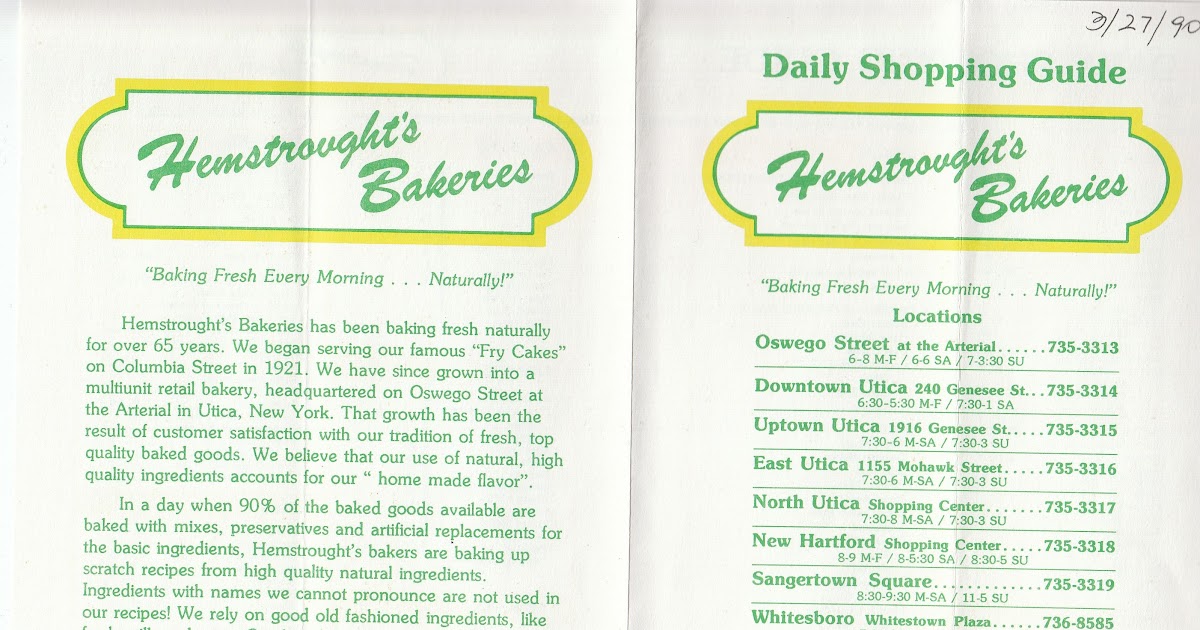 Hemstrought's
Bakeries
"Baking Fresh Every Morning . . . Naturally!"
Hemstrought's Bakeries has been baking fresh naturally
for over 65 years. We began serving our famous "Fry Cakes"
on Columbia Street in 1921. We have since grown into a
multiunit retail bakery, headquartered on Oswego Street at
the Arterial in Utica, New York. That growth has been the
result of customer satisfaction with our tradition of fresh, top
quality baked goods. We believe that our use of natural, high
quality ingredients accounts for our " home made flavor".
In a day when 90% of the baked goods available are
baked with mixes, preservatives and artificial replacements for
the basic ingredients, Hemstrought's bakers are baking up
scratch recipes from high quality natural ingredients.
Ingredients with names we cannot pronounce are not used in
our recipes! We rely on good old fashioned ingredients, like
3/27/90
Daily Shopping Guide
Hemstrought's
Bakeries
"Baking Fresh Every Morning . . . Naturally!"
Locations
Oswego Street at the Arterial......735-3313
6-8 M-F / 6-6 SA / 7-3:30 SU
Downtown Utica 240 Genesee St...735-3314
6:30-5:30 M-F / 7:30-1 SA
Uptown Utica 1916 Genesee St.....735-3315
7:30-6 M-SA / 7:30-3 SU
East Utica 1155 Mohawk Street.....735-3316
7:30-6 M-SA / 7:30-3 SU
North Utica Shopping Center.......735-3317
7:30-8 M-SA / 7:30-3 SU
New Hartford Shopping Center.....735-3318
8-9 M-F / 8-5:30 SA / 8:30-5 SU
Sangertown Square.............735-3319
8:30-9:30 M-SA / 11-5 SU
Whitesboro Whitestown Plaza......736-8585